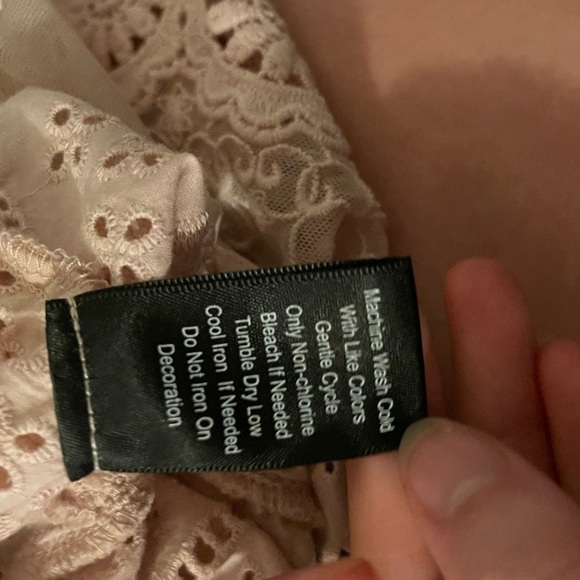 Machine Wash Cold
With Like Colors
Gentle Cycle
Only Non-chlorine
Bleach If Needed
Tumble Dry Low
Cool Iron If Needed
Do Not Iron On
Decoration